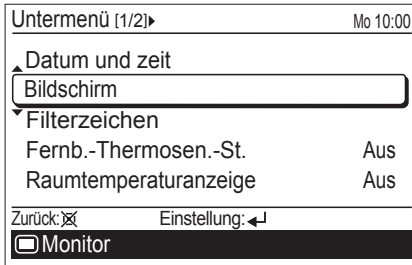 Untermenü [1/2] Mo 10:00
Datum und zeit
Bildschirm
Filterzeichen
Fernb.-Thermosen.-St. Aus
Raumtemperaturanzeige Aus
Zurück: Einstellung:
Monitor